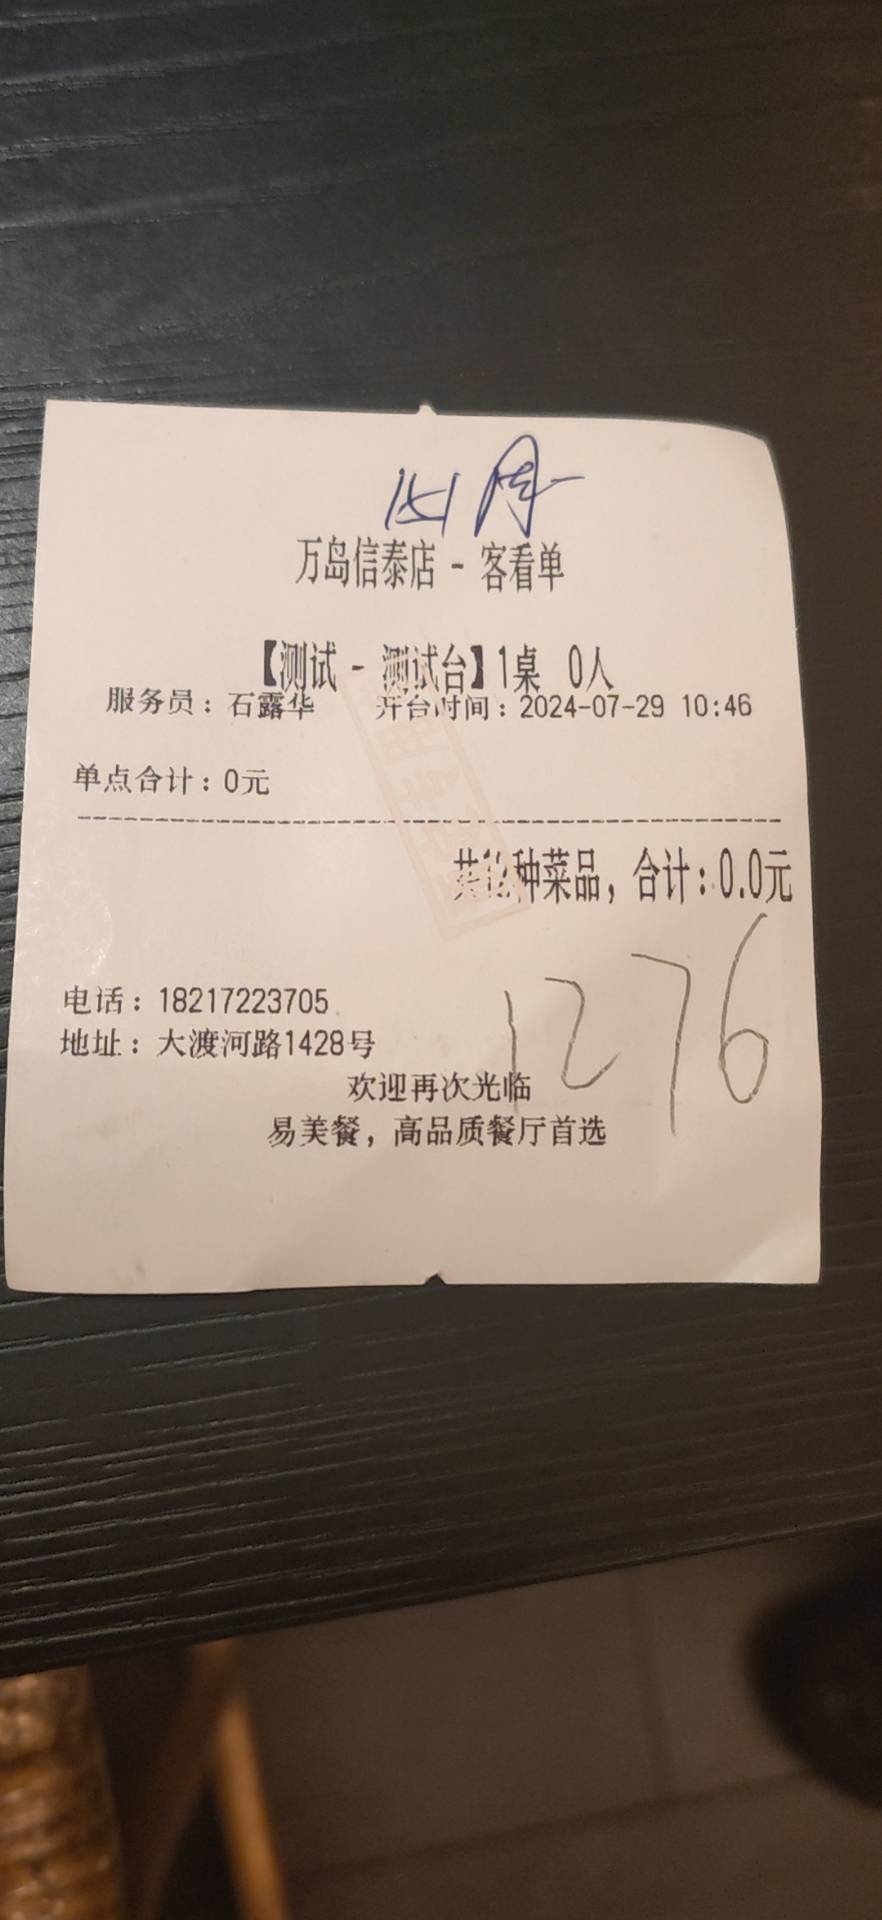 万岛信泰店 - 客看单
【测试 - 测试台】1桌 0人
服务员：石露华 开台时间：2024-07-29 10:46
单点合计：0元
共 种菜品，合计：0.0元
1276
电话：18217223705
地址：大渡河路1428号
欢迎再次光临
易美餐，高品质餐厅首选